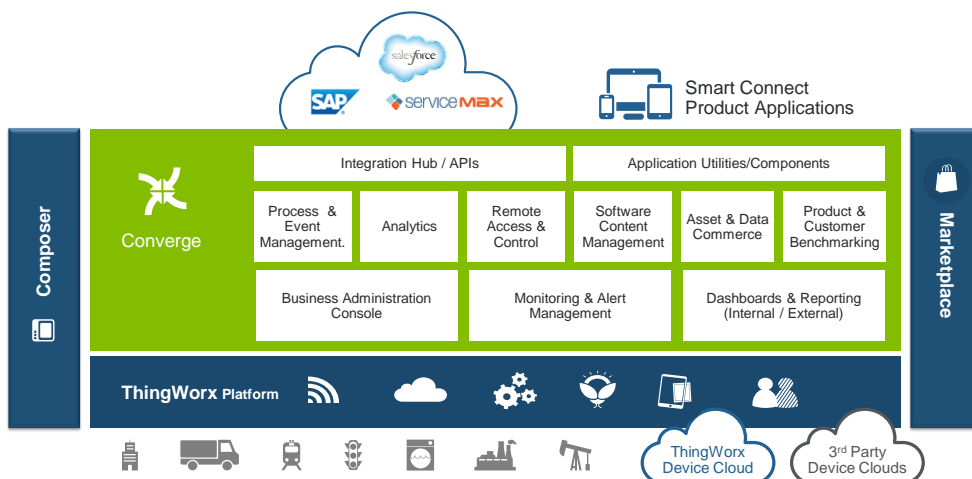 salesforce
SAP
serviceMAX
Smart Connect
Product Applications
Composer
Converge
Integration Hub / APIs
Application Utilities/Components
Process &
Event
Management.
Analytics
Remote
Access &
Control
Software
Content
Management
Asset & Data
Commerce
Product &
Customer
Benchmarking
Business Administration
Console
Monitoring & Alert
Management
Dashboards & Reporting
(Internal / External)
Marketplace
ThingWorx Platform
ThingWorx
Device Cloud
3rd Party
Device Clouds